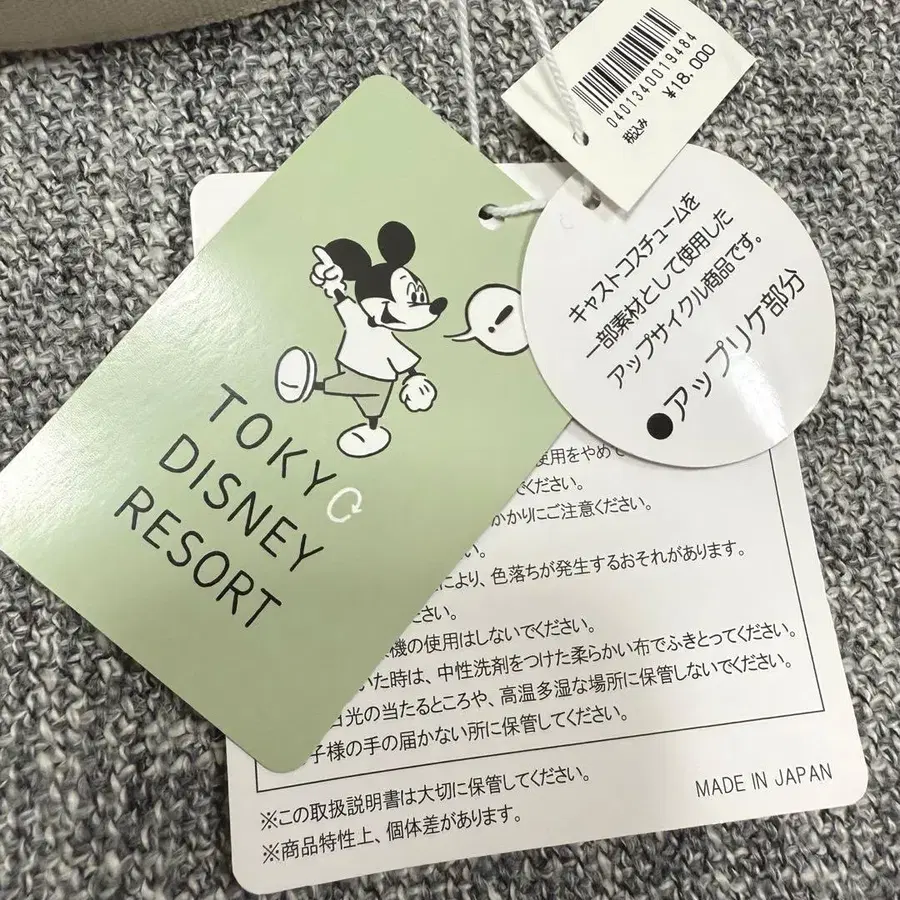 0401340019484
税込み ¥18,000
キャストコスチュームを
一部素材として使用した
アップサイクル商品です。
●アップリケ部分
!
TOKYO
DISNEY
RESORT
使用をやめて
ください。
かかりにご注意ください。
い。
により、色落ちが発生するおそれがあります。
さい。
機の使用はしないでください。
いた時は、中性洗剤をつけた柔らかい布でふきとってください。
日光の当たるところや、高温多湿な場所に保管しないでください。
子様の手の届かない所に保管してください。
※この取扱説明書は大切に保管してください。
※商品特性上、個体差があります。
MADE IN JAPAN